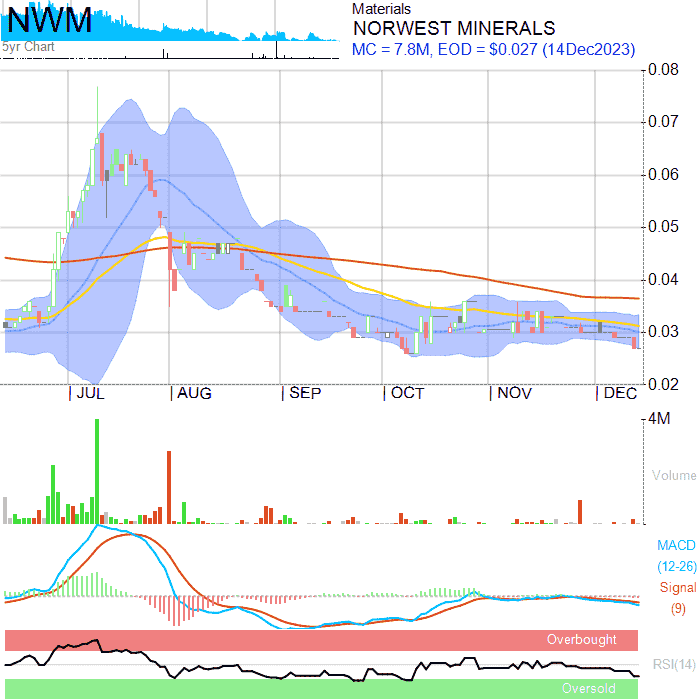 NWM
5yr Chart
Materials
NORWEST MINERALS
MC = 7.8M, EOD = $0.027 (14Dec2023)
0.08
0.07
0.06
0.05
0.04
0.03
0.02
JUL AUG SEP OCT NOV DEC
4M
Volume
MACD
(12-26)
Signal
(9)
Overbought
RSI(14)
Oversold